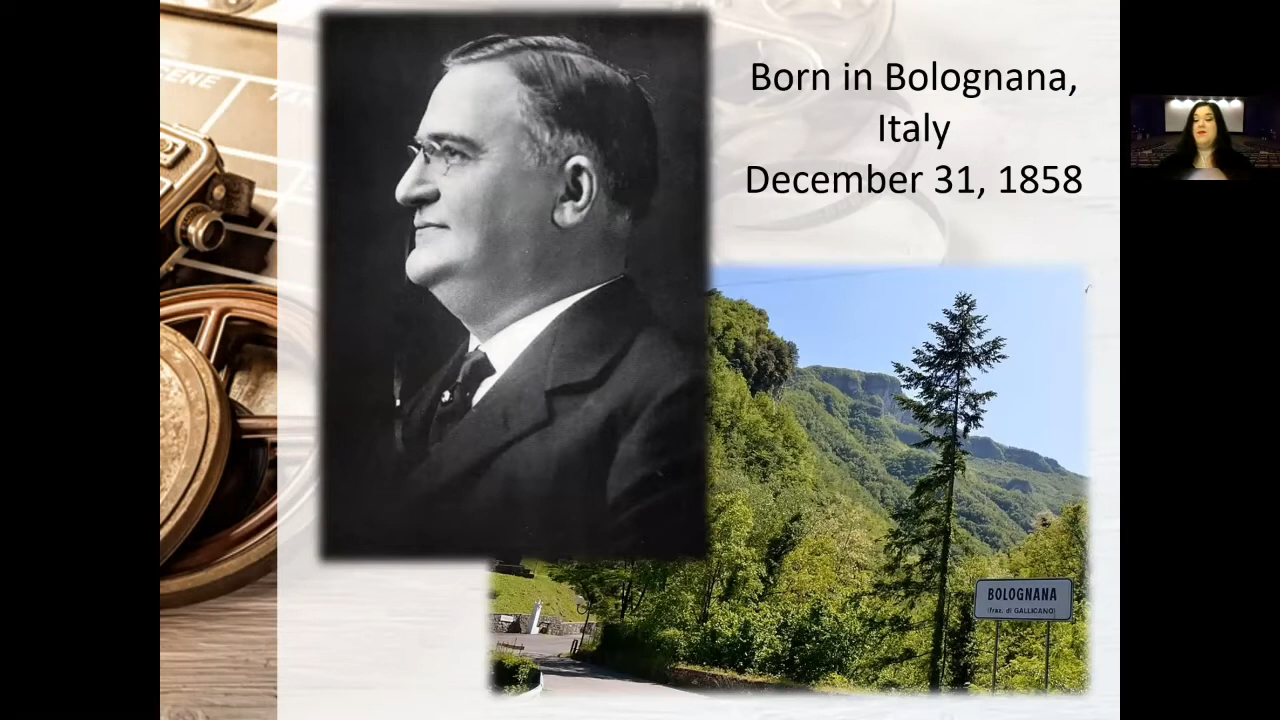 Born in Bolognana,
Italy
December 31, 1858
BOLOGNANA
(fraz. di GALLICANO)